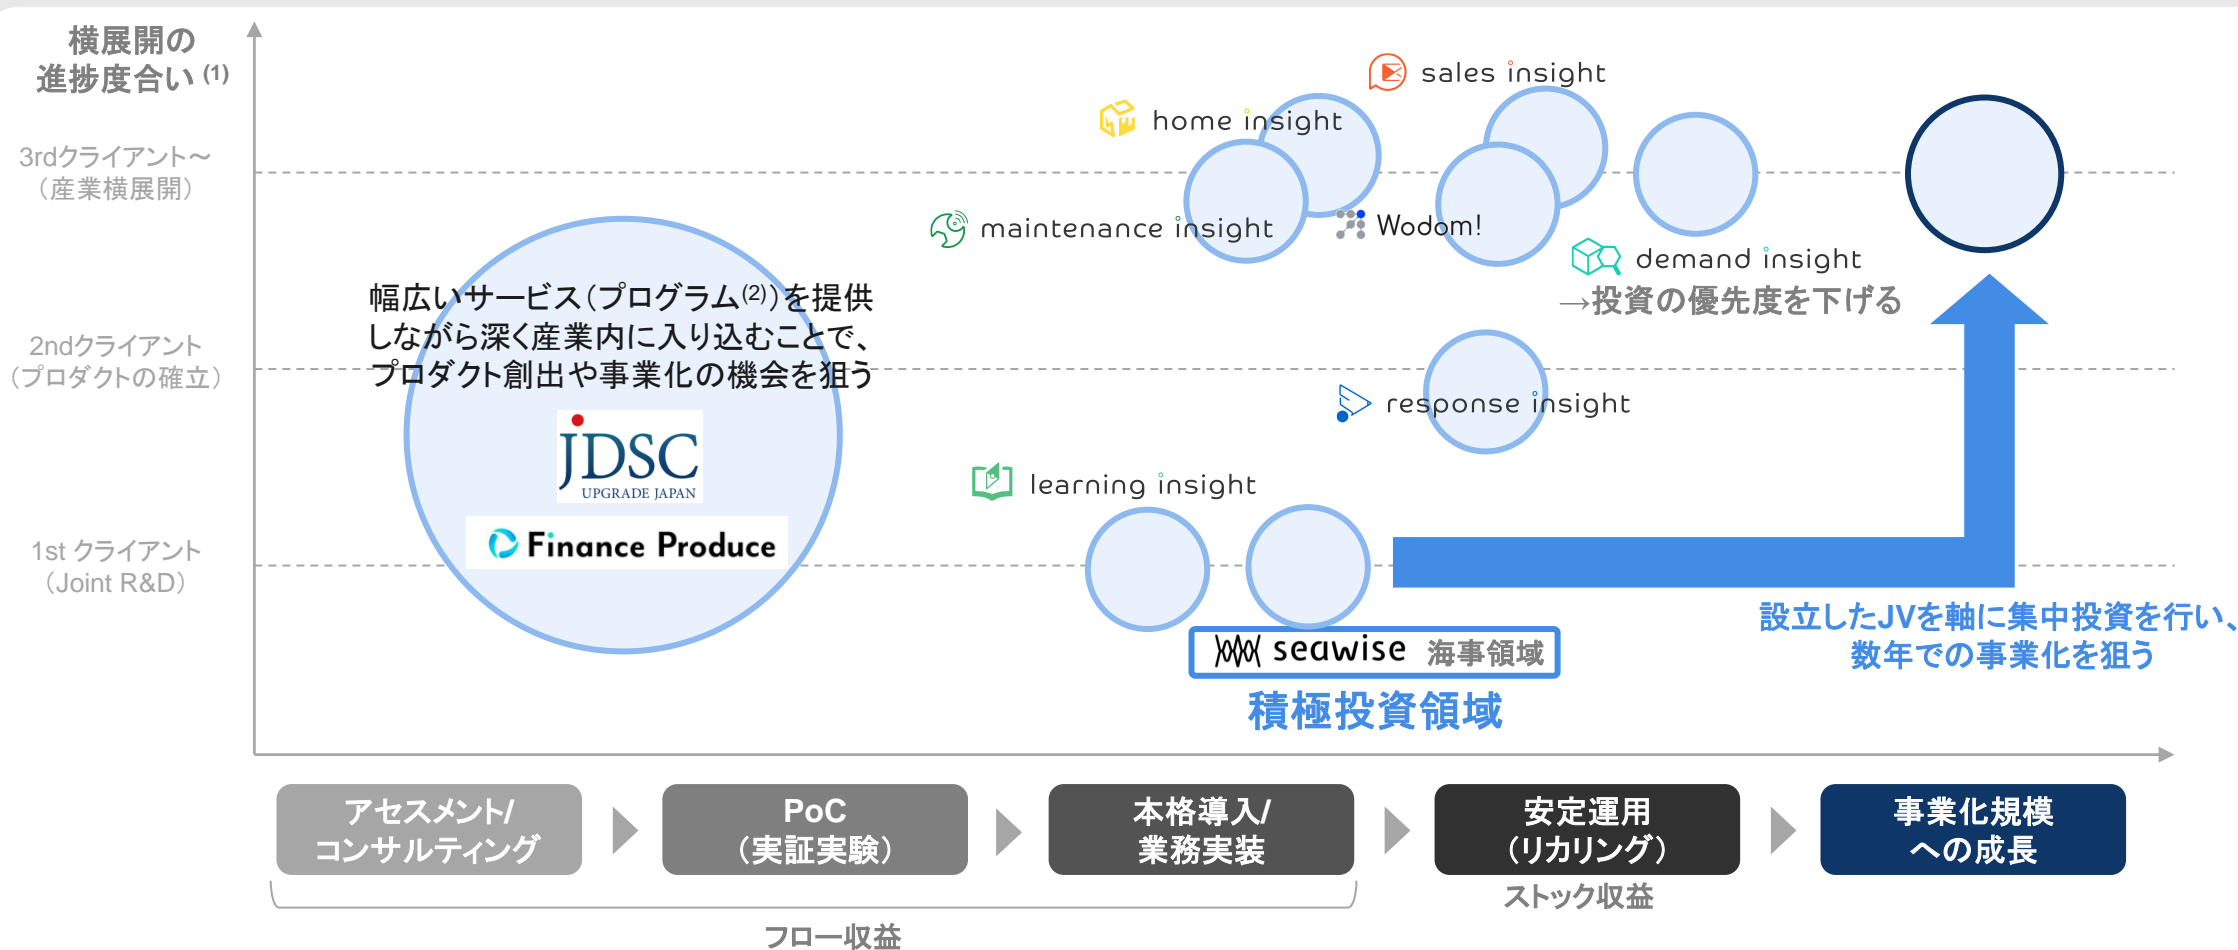 横展開の
進捗度合い (1)
3rdクライアント～
（産業横展開）
2ndクライアント
（プロダクトの確立）
1st クライアント
（Joint R&D）
sales insight
home insight
maintenance insight
Wodom!
demand insight
→投資の優先度を下げる
幅広いサービス（プログラム(2)）を提供
しながら深く産業内に入り込むことで、
プロダクト創出や事業化の機会を狙う
JDSC
UPGRADE JAPAN
Finance Produce
response insight
learning insight
seawise 海事領域
積極投資領域
設立したJVを軸に集中投資を行い、
数年での事業化を狙う
アセスメント/
コンサルティング
PoC
（実証実験）
本格導入/
業務実装
安定運用
（リカリング）
事業化規模
への成長
フロー収益
ストック収益